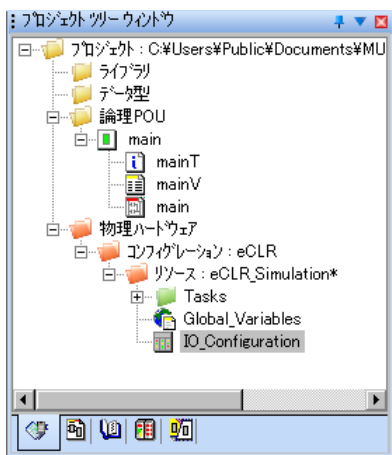 プロジェクト ツリー ウィンドウ
プロジェクト : C:¥Users¥Public¥Documents¥MU
ライブラリ
データ型
論理POU
main
mainT
mainV
main
物理ハードウェア
コンフィグレーション : eCLR
リソース : eCLR_Simulation*
Tasks
Global_Variables
IO_Configuration